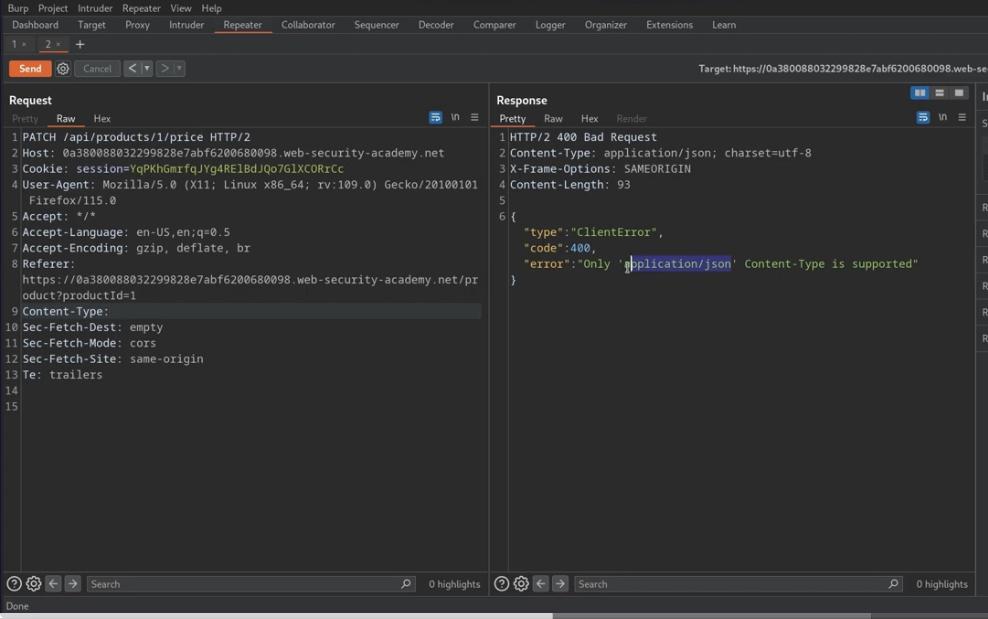 Burp Project Intruder Repeater View Help
Dashboard Target Proxy Intruder Repeater Collaborator Sequencer Decoder Comparer Logger Organizer Extensions Learn
1 × 2 × +
Send Cancel < >
Target: https://0a380088032299828e7abf6200680098.web-se
Request
Pretty Raw Hex \n
1 PATCH /api/products/1/price HTTP/2
2 Host: 0a380088032299828e7abf6200680098.web-security-academy.net
3 Cookie: session=YqPKhGmrfqJYg4RElBdJQo7GlXCORrCc
4 User-Agent: Mozilla/5.0 (X11; Linux x86_64; rv:109.0) Gecko/20100101
Firefox/115.0
5 Accept: */*
6 Accept-Language: en-US,en;q=0.5
7 Accept-Encoding: gzip, deflate, br
8 Referer:
https://0a380088032299828e7abf6200680098.web-security-academy.net/pr
oduct?productId=1
9 Content-Type:
10 Sec-Fetch-Dest: empty
11 Sec-Fetch-Mode: cors
12 Sec-Fetch-Site: same-origin
13 Te: trailers
14
15
Search 0 highlights
Response
Pretty Raw Hex Render \n
1 HTTP/2 400 Bad Request
2 Content-Type: application/json; charset=utf-8
3 X-Frame-Options: SAMEORIGIN
4 Content-Length: 93
5
6 {
"type":"ClientError",
"code":400,
"error":"Only 'application/json' Content-Type is supported"
}
Search 0 highlights
Done